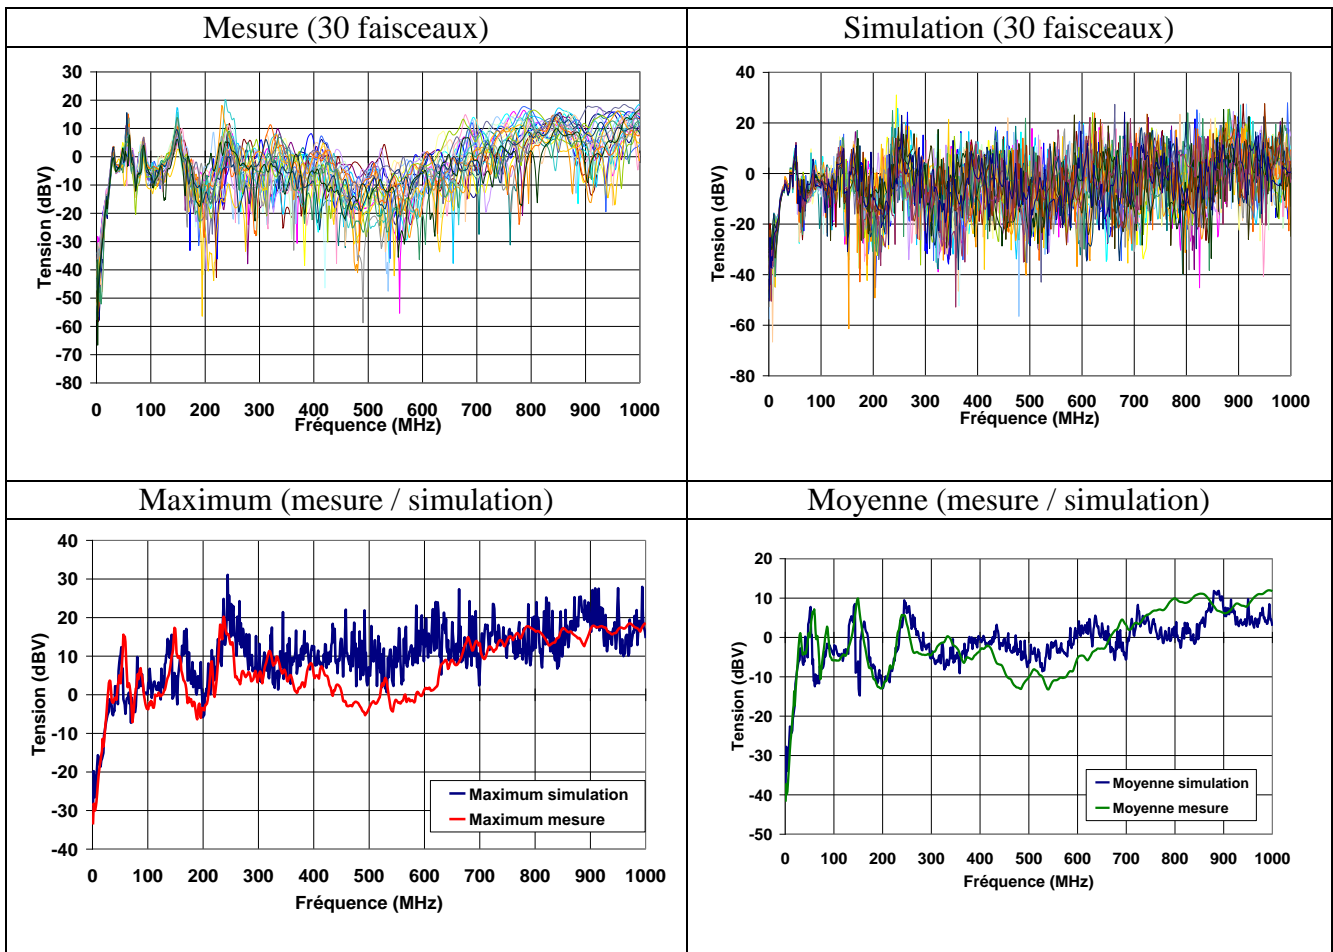 Mesure (30 faisceaux)
Simulation (30 faisceaux)
30
20
10
0
-10
-20
-30
-40
-50
-60
-70
-80
Tension (dBV)
0 100 200 300 400 500 600 700 800 900 1000
Fréquence (MHz)
40
20
0
-20
-40
-60
-80
Tension (dBV)
0 100 200 300 400 500 600 700 800 900 1000
Fréquence (MHz)
Maximum (mesure / simulation)
Moyenne (mesure / simulation)
40
30
20
10
0
-10
-20
-30
-40
Tension (dBV)
Maximum simulation
Maximum mesure
0 100 200 300 400 500 600 700 800 900 1000
Fréquence (MHz)
20
10
0
-10
-20
-30
-40
-50
Tension (dBV)
Moyenne simulation
Moyenne mesure
0 100 200 300 400 500 600 700 800 900 1000
Fréquence (MHz)